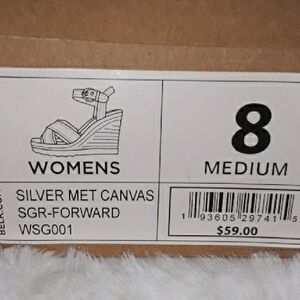 WOMENS
8
MEDIUM
SILVER MET CANVAS
SGR-FORWARD
WSG001
1 93605 29741 5
$59.00